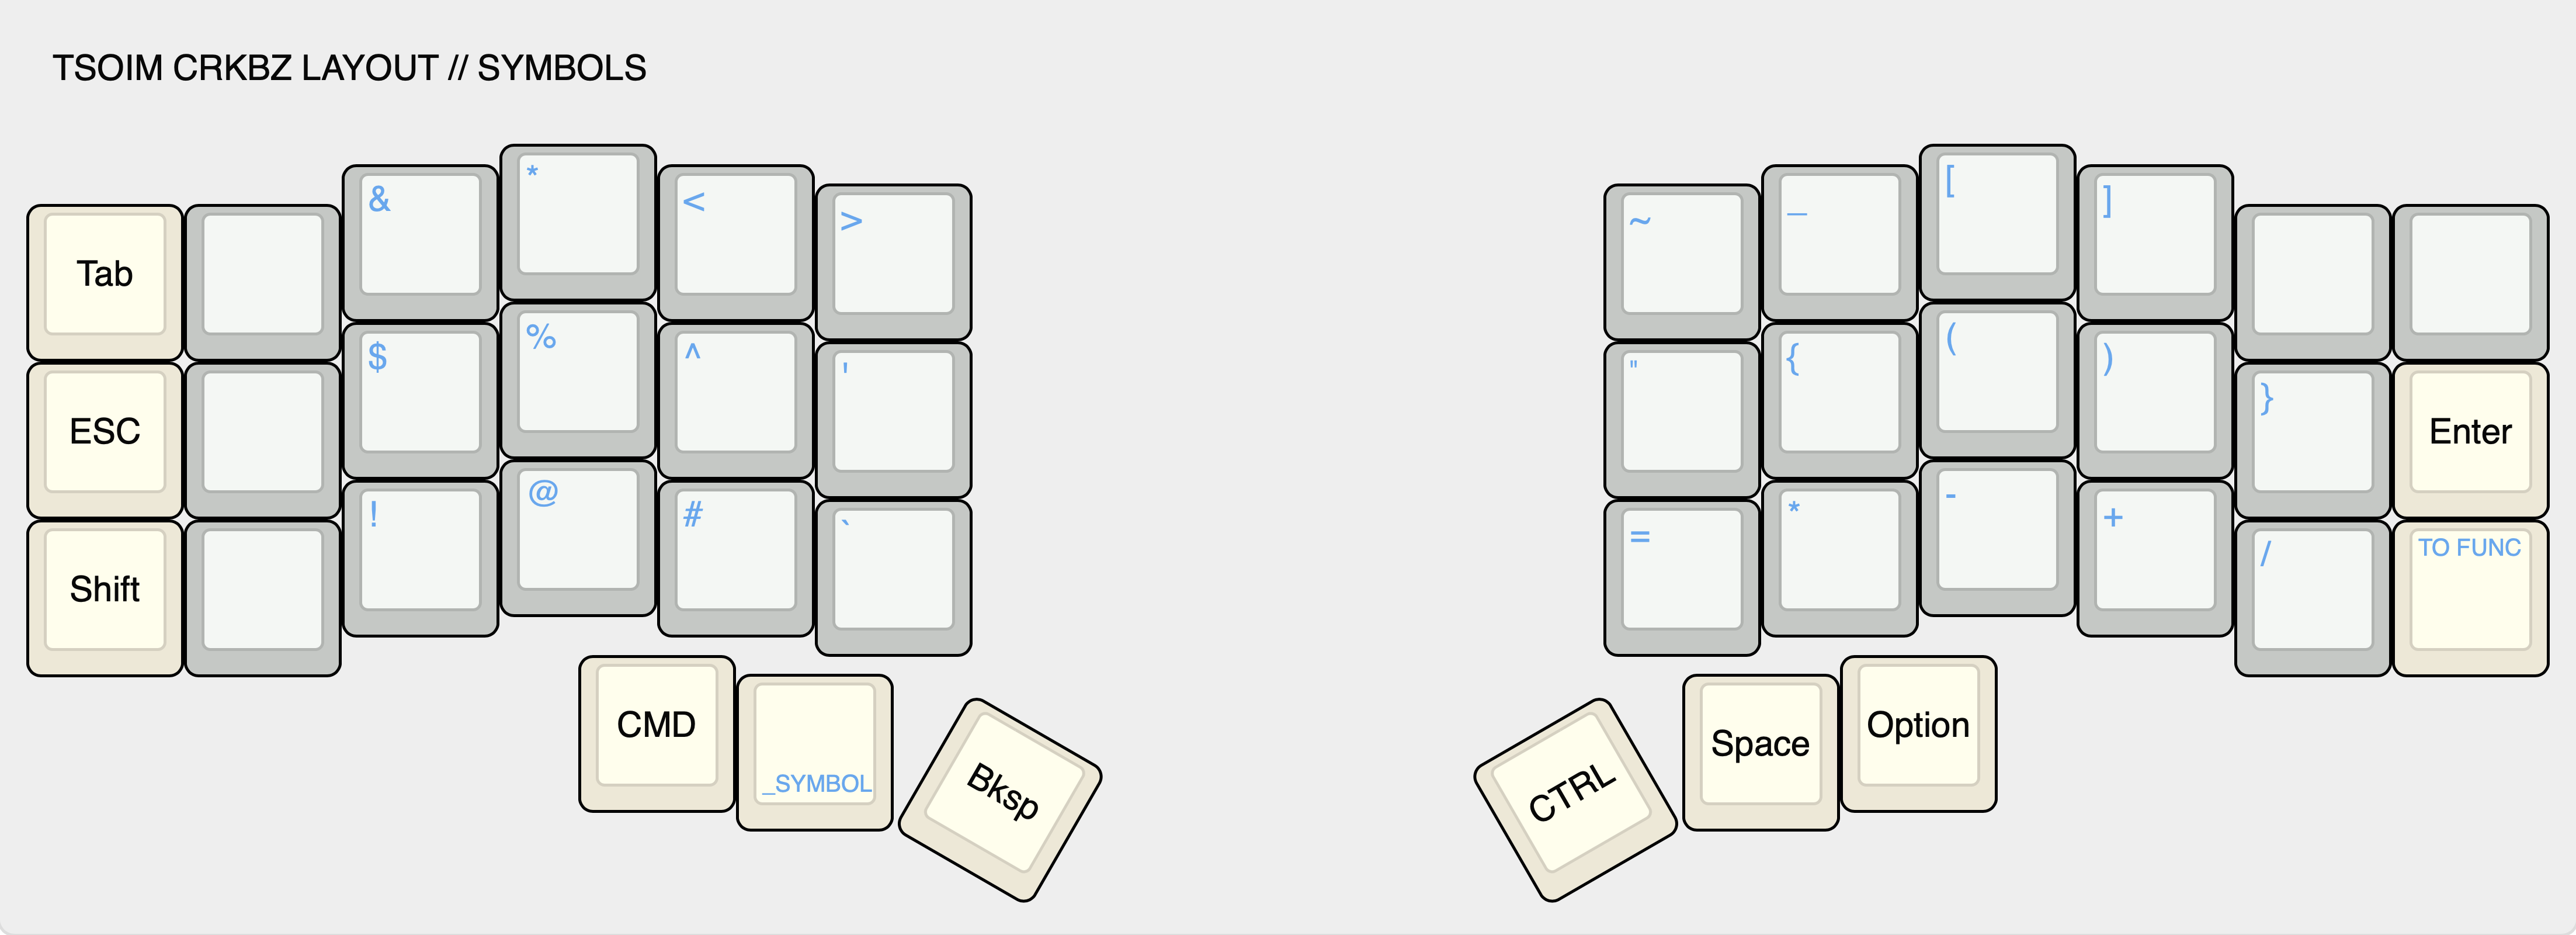 TSOIM CRKBZ LAYOUT // SYMBOLS
Tab & * < > ~ _ [ ]
ESC $ % ^ ' " { ( ) } Enter
Shift ! @ # ` = * - + / TO FUNC
CMD _SYMBOL Bksp CTRL Space Option